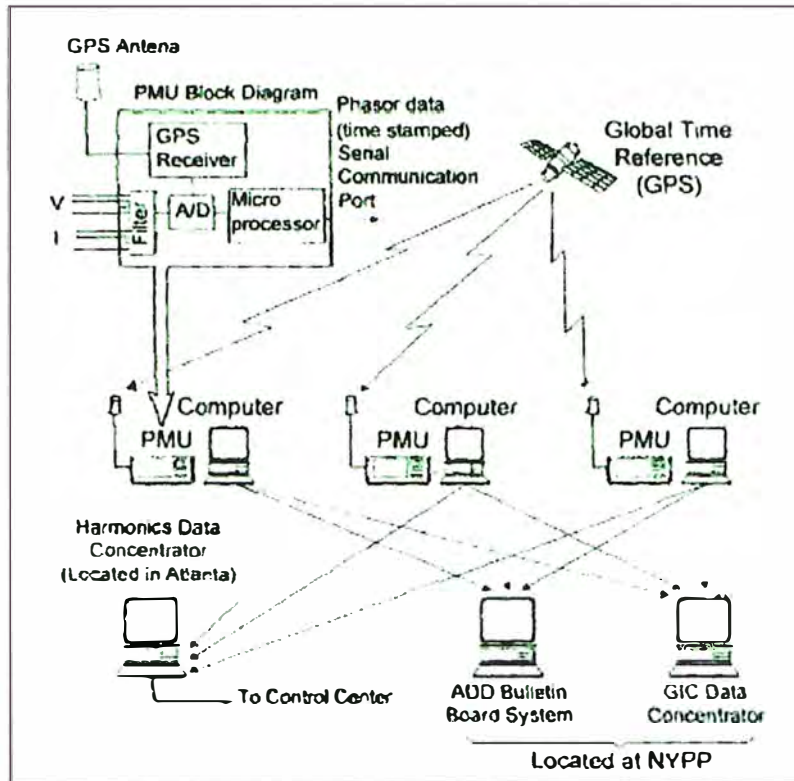 GPS Antena
PMU Block Diagram
GPS
Receiver
V
I
Filter
A/D
Micro
processor
Phasor data
(time stamped)
Serial
Communication
Port
Global Time
Reference
(GPS)
Computer
PMU
Computer
PMU
Computer
PMU
Harmonics Data
Concentrator
(Located in Atlanta)
To Control Center
ADD Bulletin
Board System
GIC Data
Concentrator
Located at NYPP